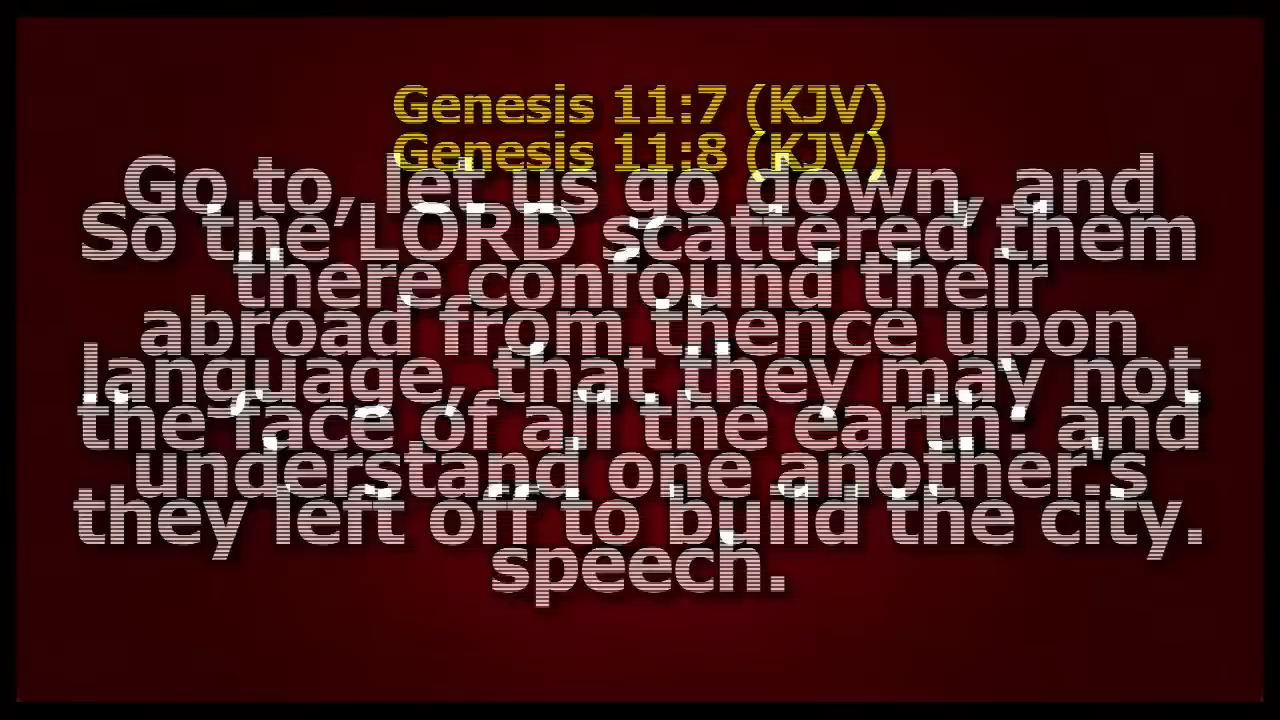 Genesis 11:7 (KJV)
Genesis 11:8 (KJV)
Go to, let us go down, and
So the LORD scattered them
there confound their
abroad from thence upon
language, that they may not
the face of all the earth: and
understand one another's
they left off to build the city.
speech.